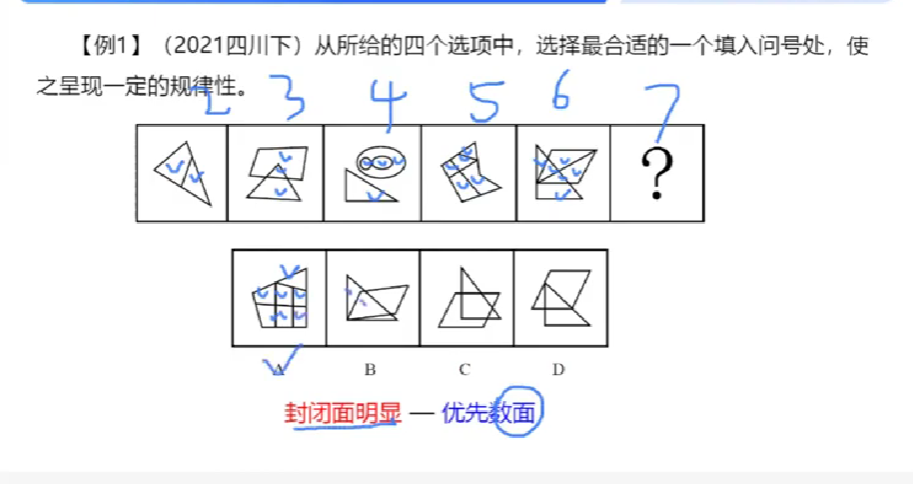 【例1】（2021四川下）从所给的四个选项中，选择最合适的一个填入问号处，使
之呈现一定的规律性。
2 3 4 5 6 7
?
A B C D
封闭面明显 — 优先数面